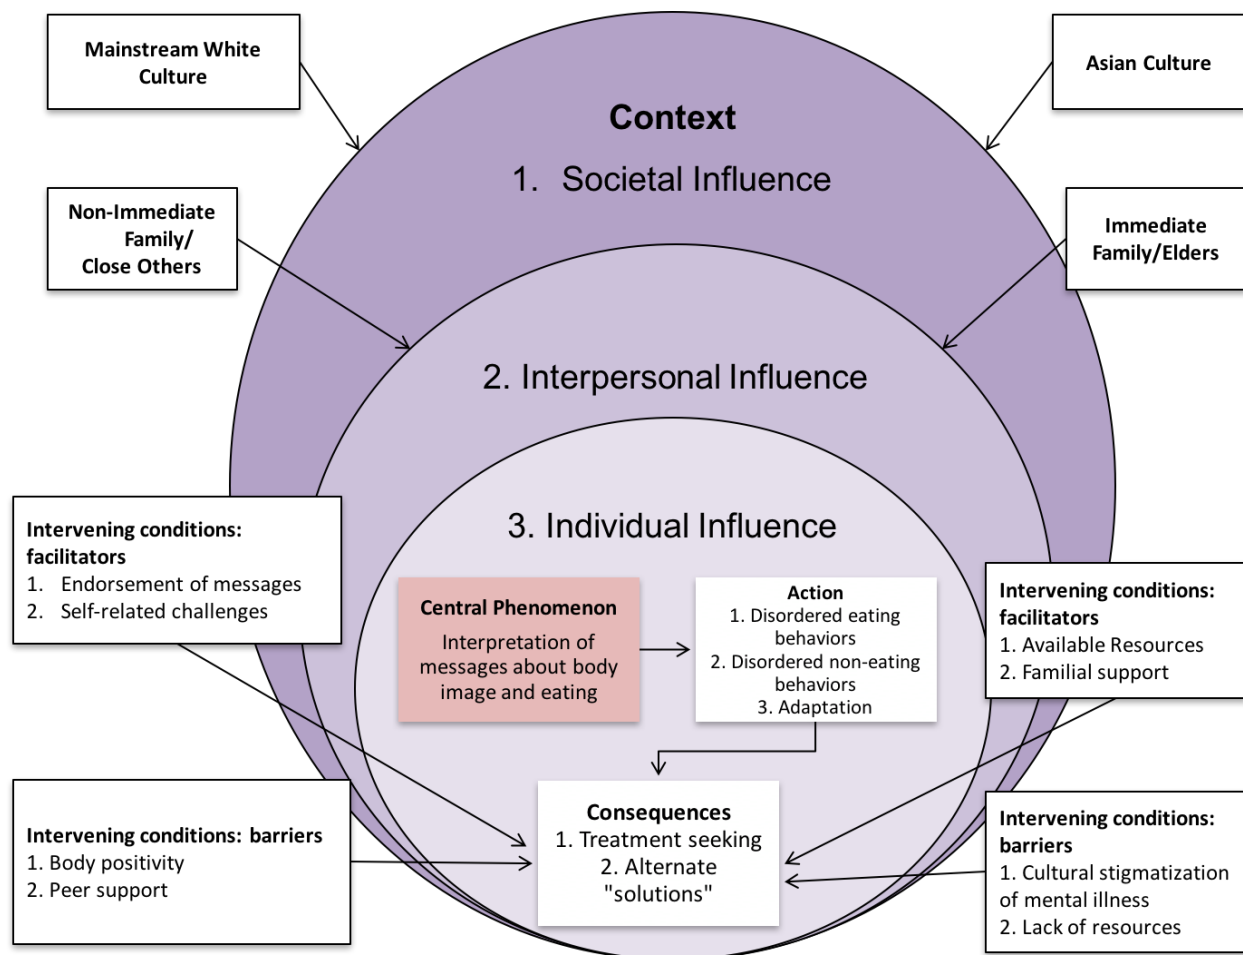 Mainstream White
Culture
Asian Culture
Context
1. Societal Influence
Non-Immediate
Family/
Close Others
Immediate
Family/Elders
2. Interpersonal Influence
3. Individual Influence
Intervening conditions:
facilitators
1. Endorsement of messages
2. Self-related challenges
Central Phenomenon
Interpretation of
messages about body
image and eating
Action
1. Disordered eating
behaviors
2. Disordered non-eating
behaviors
3. Adaptation
Intervening conditions:
facilitators
1. Available Resources
2. Familial support
Intervening conditions: barriers
1. Body positivity
2. Peer support
Consequences
1. Treatment seeking
2. Alternate
"solutions"
Intervening conditions:
barriers
1. Cultural stigmatization
of mental illness
2. Lack of resources